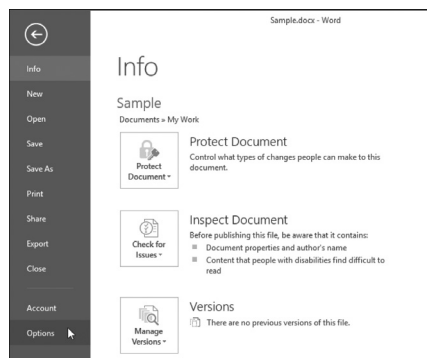 Sample.docx - Word
Info
New
Open
Save
Save As
Print
Share
Export
Close
Account
Options
Info
Sample
Documents » My Work
Protect
Document
Protect Document
Control what types of changes people can make to this
document.
Check for
Issues
Inspect Document
Before publishing this file, be aware that it contains:
Document properties and author's name
Content that people with disabilities find difficult to
read
Manage
Versions
Versions
There are no previous versions of this file.